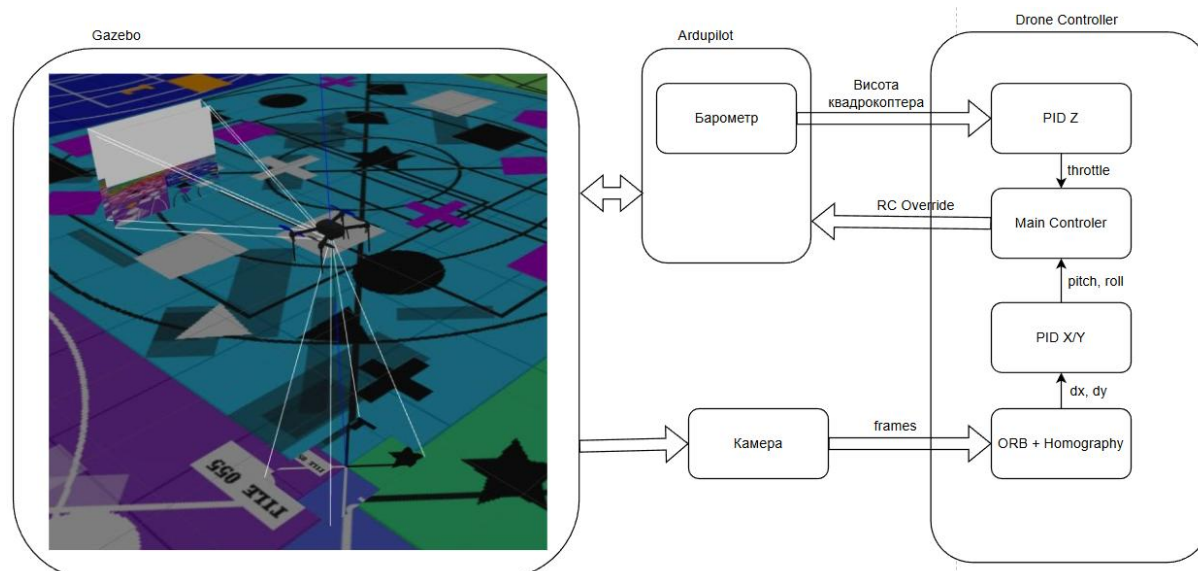 Gazebo
Ardupilot
Drone Controller
Барометр
Висота
квадрокоптера
PID Z
throttle
RC Override
Main Controler
pitch, roll
PID X/Y
dx, dy
Камера
frames
ORB + Homography
TILE 055